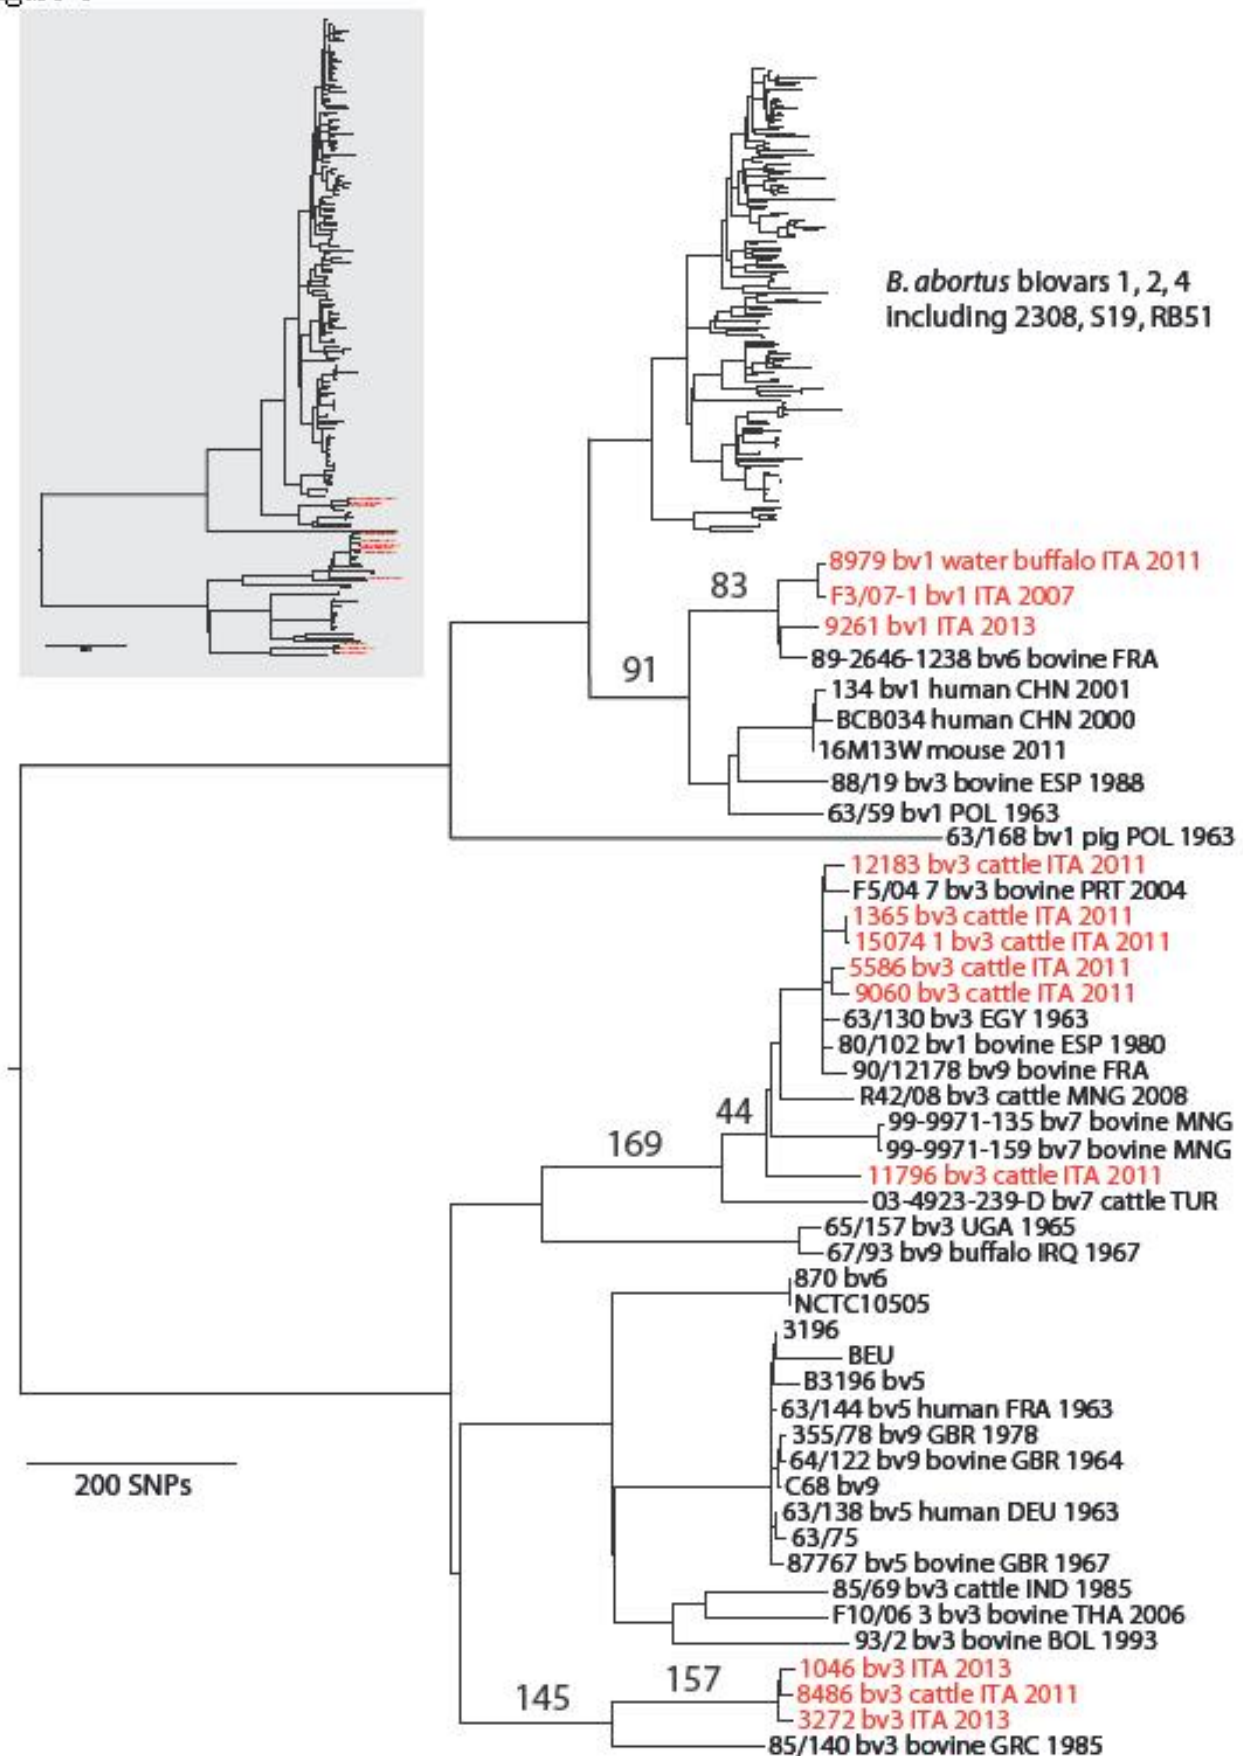 B. abortus biovars 1, 2, 4
including 2308, S19, RB51
8979 bv1 water buffalo ITA 2011
83
F3/07-1 bv1 ITA 2007
9261 bv1 ITA 2013
89-2646-1238 bv6 bovine FRA
91
134 bv1 human CHN 2001
BCB034 human CHN 2000
16M13W mouse 2011
88/19 bv3 bovine ESP 1988
63/59 bv1 POL 1963
63/168 bv1 pig POL 1963
12183 bv3 cattle ITA 2011
F5/04 7 bv3 bovine PRT 2004
1365 bv3 cattle ITA 2011
15074 1 bv3 cattle ITA 2011
5586 bv3 cattle ITA 2011
9060 bv3 cattle ITA 2011
63/130 bv3 EGY 1963
80/102 bv1 bovine ESP 1980
90/12178 bv9 bovine FRA
R42/08 bv3 cattle MNG 2008
44
99-9971-135 bv7 bovine MNG
169
99-9971-159 bv7 bovine MNG
11796 bv3 cattle ITA 2011
03-4923-239-D bv7 cattle TUR
65/157 bv3 UGA 1965
67/93 bv9 buffalo IRQ 1967
870 bv6
NCTC10505
3196
BEU
B3196 bv5
63/144 bv5 human FRA 1963
355/78 bv9 GBR 1978
64/122 bv9 bovine GBR 1964
200 SNPs
C68 bv9
63/138 bv5 human DEU 1963
63/75
87767 bv5 bovine GBR 1967
85/69 bv3 cattle IND 1985
F10/06 3 bv3 bovine THA 2006
93/2 bv3 bovine BOL 1993
157
1046 bv3 ITA 2013
145
8486 bv3 cattle ITA 2011
3272 bv3 ITA 2013
85/140 bv3 bovine GRC 1985